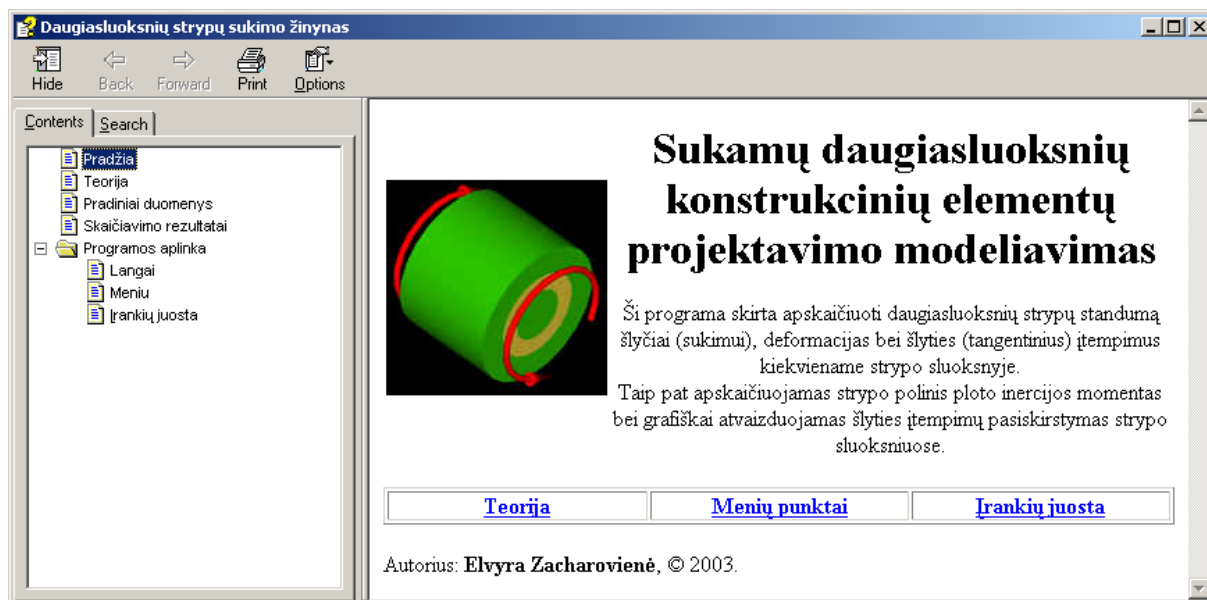 Daugiasluoksnių strypų sukimo žinynas
Hide Back Forward Print Options
Contents Search
Pradžia
Teorija
Pradiniai duomenys
Skaičiavimo rezultatai
Programos aplinka
Langai
Meniu
Įrankių juosta
Sukamų daugiasluoksnių
konstrukcinių elementų
projektavimo modeliavimas
Ši programa skirta apskaičiuoti daugiasluoksnių strypų standumą
šlyčiai (sukimui), deformacijas bei šlyties (tangentinius) įtempimus
kiekviename strypo sluoksnyje.
Taip pat apskaičiuojamas strypo polinis ploto inercijos momentas
bei grafiškai atvaizduojamas šlyties įtempimų pasiskirstymas strypo
sluoksniuose.
Teorija Menių punktai Įrankių juosta
Autorius: Elvyra Zacharovienė, © 2003.